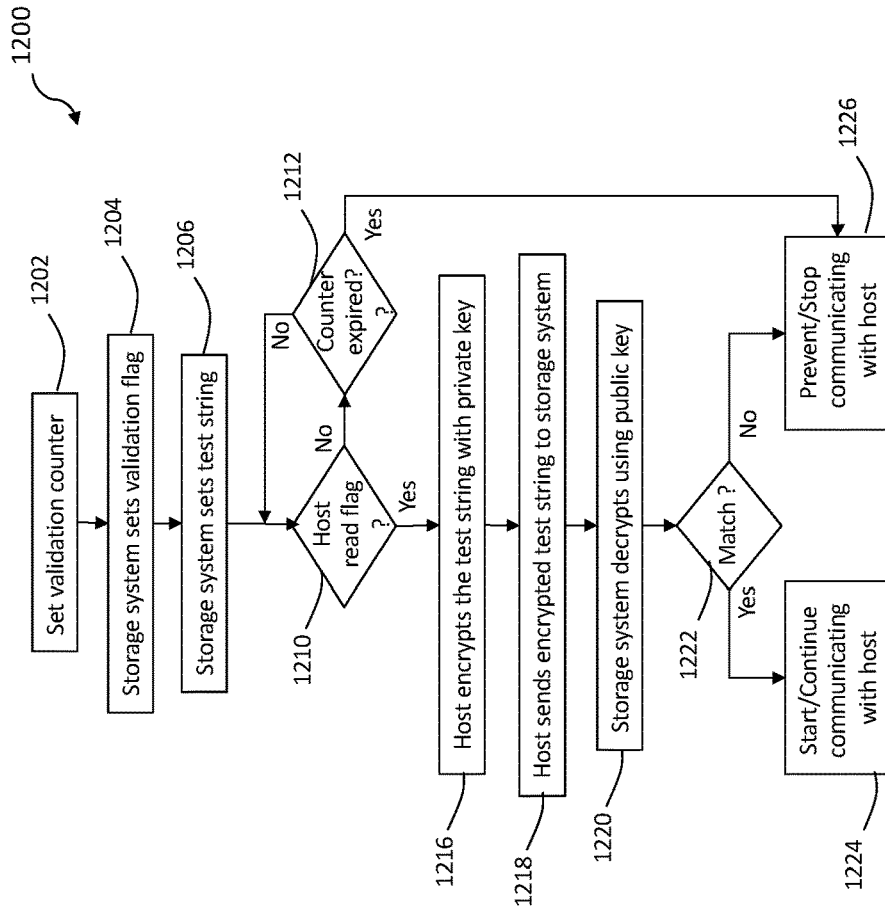 1200
Set validation counter
1202
Storage system sets validation flag
1204
Storage system sets test string
1206
Host
read flag
?
1210
No
Yes
Counter
expired?
?
1212
No
Yes
Host encrypts the test string with private key
1216
Host sends encrypted test string to storage system
1218
Storage system decrypts using public key
1220
Match ?
1222
Yes
No
Start/Continue
communicating
with host
1224
Prevent/Stop
communicating
with host
1226